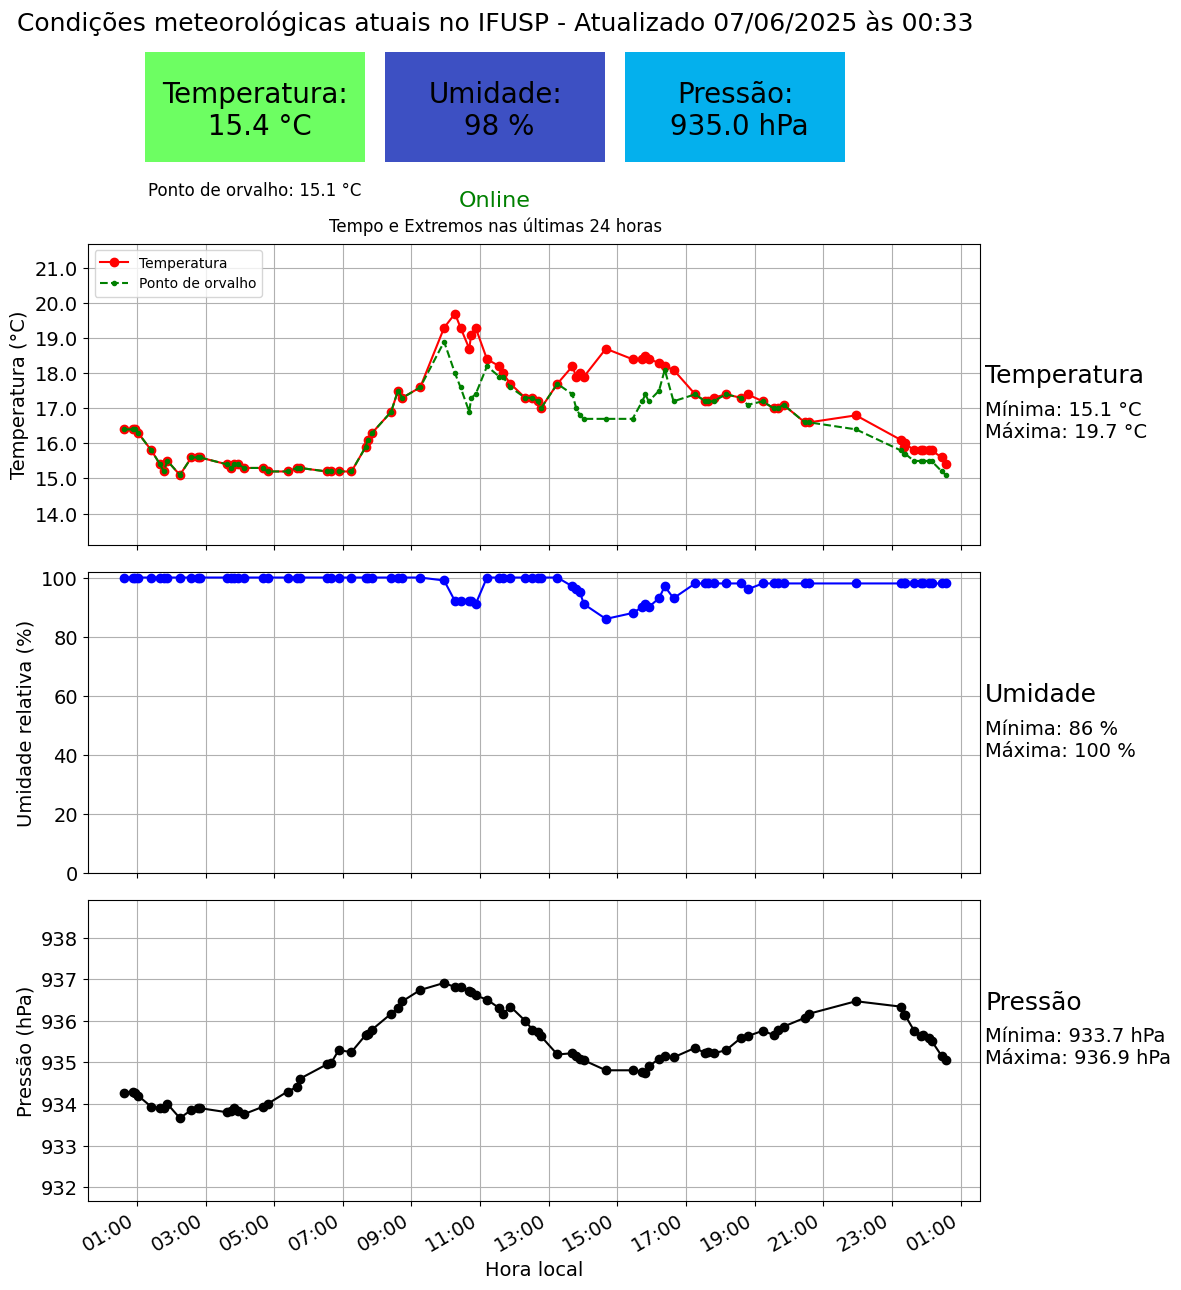 Condições meteorológicas atuais no IFUSP - Atualizado 07/06/2025 às 00:33
Temperatura:
15.4 °C
Umidade:
98 %
Pressão:
935.0 hPa
Ponto de orvalho: 15.1 °C
Online
Tempo e Extremos nas últimas 24 horas
Temperatura
Ponto de orvalho
Temperatura (°C)
21.0
20.0
19.0
18.0
17.0
16.0
15.0
14.0
Temperatura
Mínima: 15.1 °C
Máxima: 19.7 °C
Umidade relativa (%)
100
80
60
40
20
0
Umidade
Mínima: 86 %
Máxima: 100 %
Pressão (hPa)
938
937
936
935
934
933
932
Pressão
Mínima: 933.7 hPa
Máxima: 936.9 hPa
01:00 03:00 05:00 07:00 09:00 11:00 13:00 15:00 17:00 19:00 21:00 23:00 01:00
Hora local